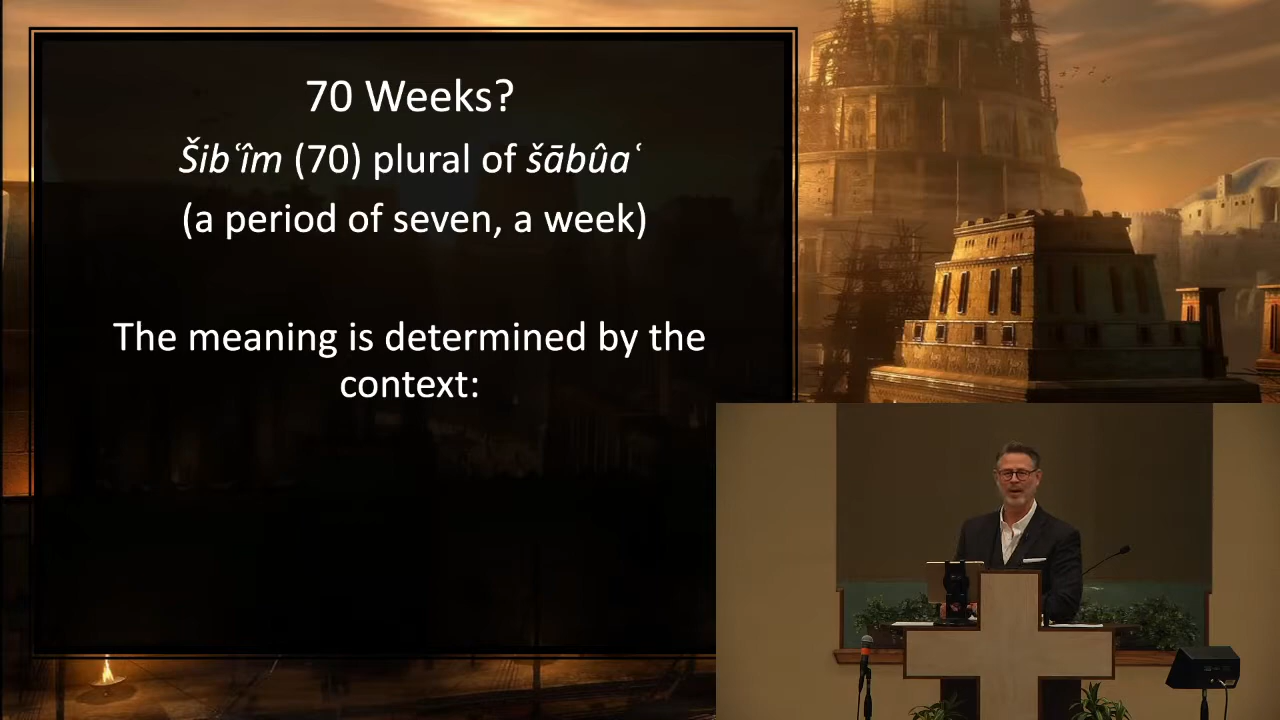 70 Weeks?
Šibʿîm (70) plural of šābûaʿ
(a period of seven, a week)
The meaning is determined by the
context: